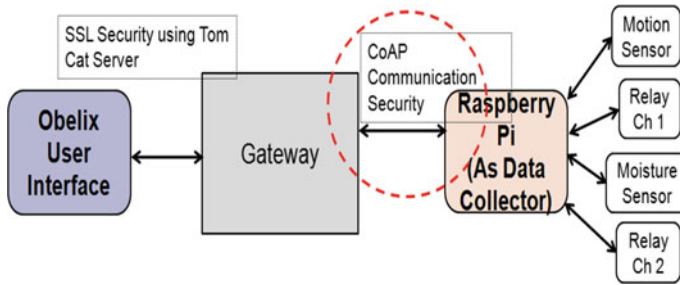 SSL Security using Tom
Cat Server
CoAP
Communication
Security
Obelix
User
Interface
Gateway
Raspberry
Pi
(As Data
Collector)
Motion
Sensor
Relay
Ch 1
Moisture
Sensor
Relay
Ch 2